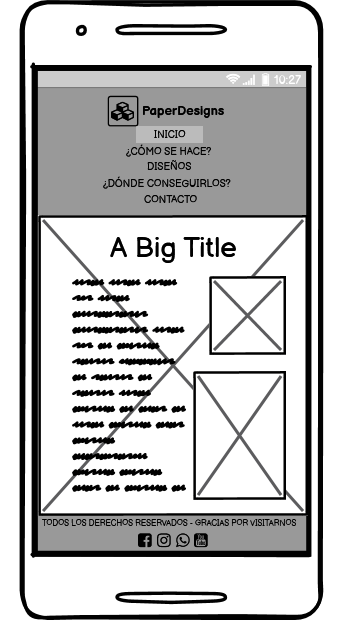 10:27
PaperDesigns
INICIO
¿CÓMO SE HACE?
DISEÑOS
¿DÓNDE CONSEGUIRLOS?
CONTACTO
A Big Title
TODOS LOS DERECHOS RESERVADOS - GRACIAS POR VISITARNOS